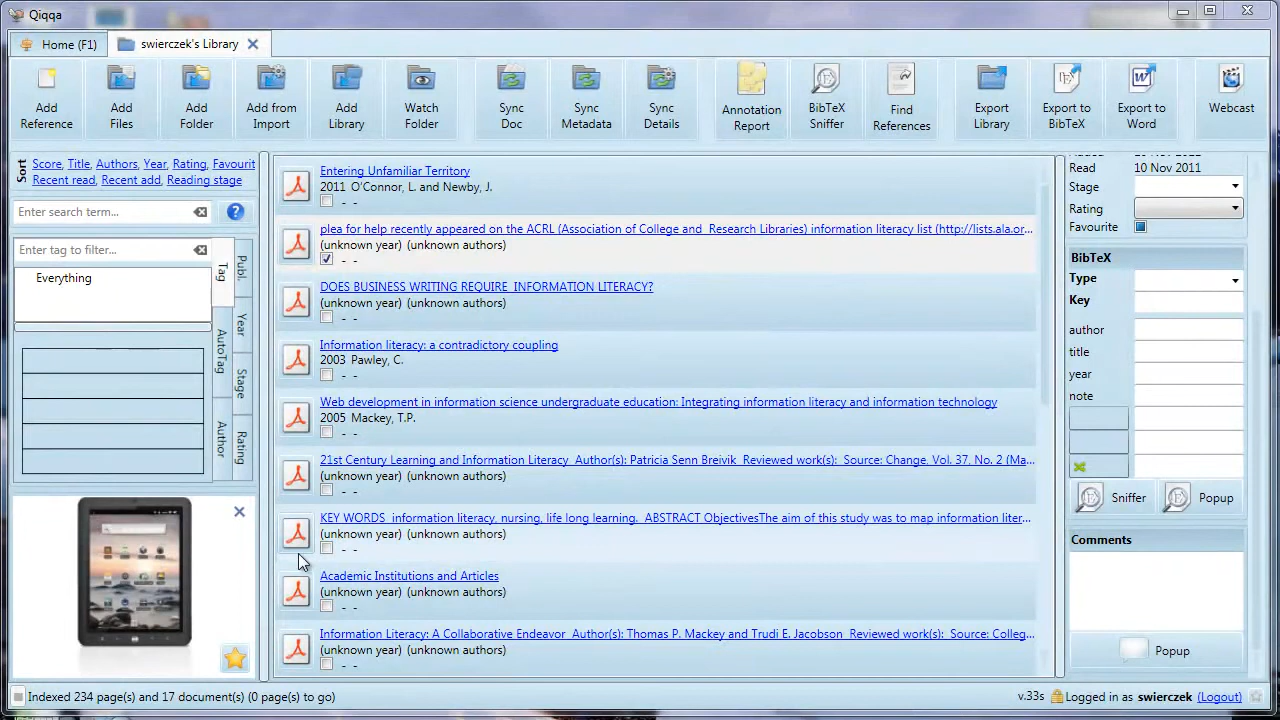 Qiqqa
Home (F1)
swierczek's Library
Add Reference
Add Files
Add Folder
Add from Import
Add Library
Watch Folder
Sync Doc
Sync Metadata
Sync Details
Annotation Report
BibTeX Sniffer
Find References
Export Library
Export to BibTeX
Export to Word
Webcast
Sort
Score, Title, Authors, Year, Rating, Favourit
Recent read, Recent add, Reading stage
Enter search term...
Enter tag to filter...
Everything
Tag
AutoTag
Author
Publ.
Year
Stage
Rating
Entering Unfamiliar Territory
2011 O'Connor, L. and Newby, J.
- -
plea for help recently appeared on the ACRL (Association of College and Research Libraries) information literacy list (http://lists.ala.or...
(unknown year) (unknown authors)
- -
DOES BUSINESS WRITING REQUIRE INFORMATION LITERACY?
(unknown year) (unknown authors)
- -
Information literacy: a contradictory coupling
2003 Pawley, C.
- -
Web development in information science undergraduate education: Integrating information literacy and information technology
2005 Mackey, T.P.
- -
21st Century Learning and Information Literacy Author(s): Patricia Senn Breivik Reviewed work(s): Source: Change, Vol. 37, No. 2 (Ma...
(unknown year) (unknown authors)
- -
KEY WORDS information literacy, nursing, life long learning. ABSTRACT ObjectivesThe aim of this study was to map information liter...
(unknown year) (unknown authors)
- -
Academic Institutions and Articles
(unknown year) (unknown authors)
- -
Information Literacy: A Collaborative Endeavor Author(s): Thomas P. Mackey and Trudi E. Jacobson Reviewed work(s): Source: Colleg...
(unknown year) (unknown authors)
- -
Read 10 Nov 2011
Stage
Rating
Favourite
BibTeX
Type
Key
author
title
year
note
Sniffer
Popup
Comments
Popup
Indexed 234 page(s) and 17 document(s) (0 page(s) to go)
v.33s
Logged in as swierczek (Logout)